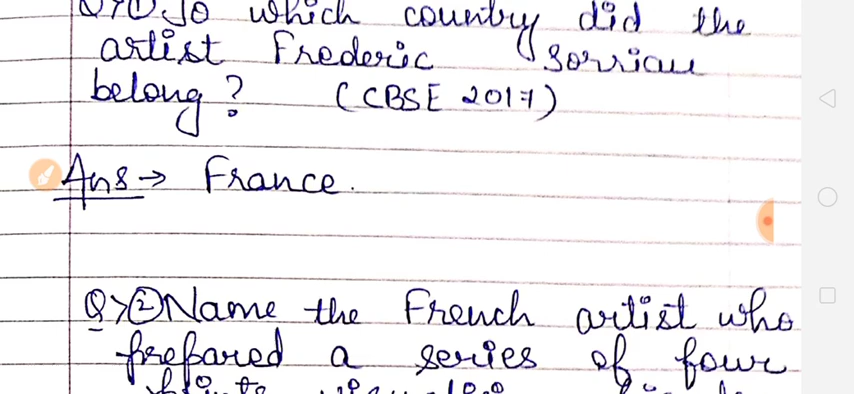 Q>① To which country did the
artist Frederic Sorrieu
belong? (CBSE 2017)
Ans→ France.
Q>② Name the French artist who
prepared a series of four